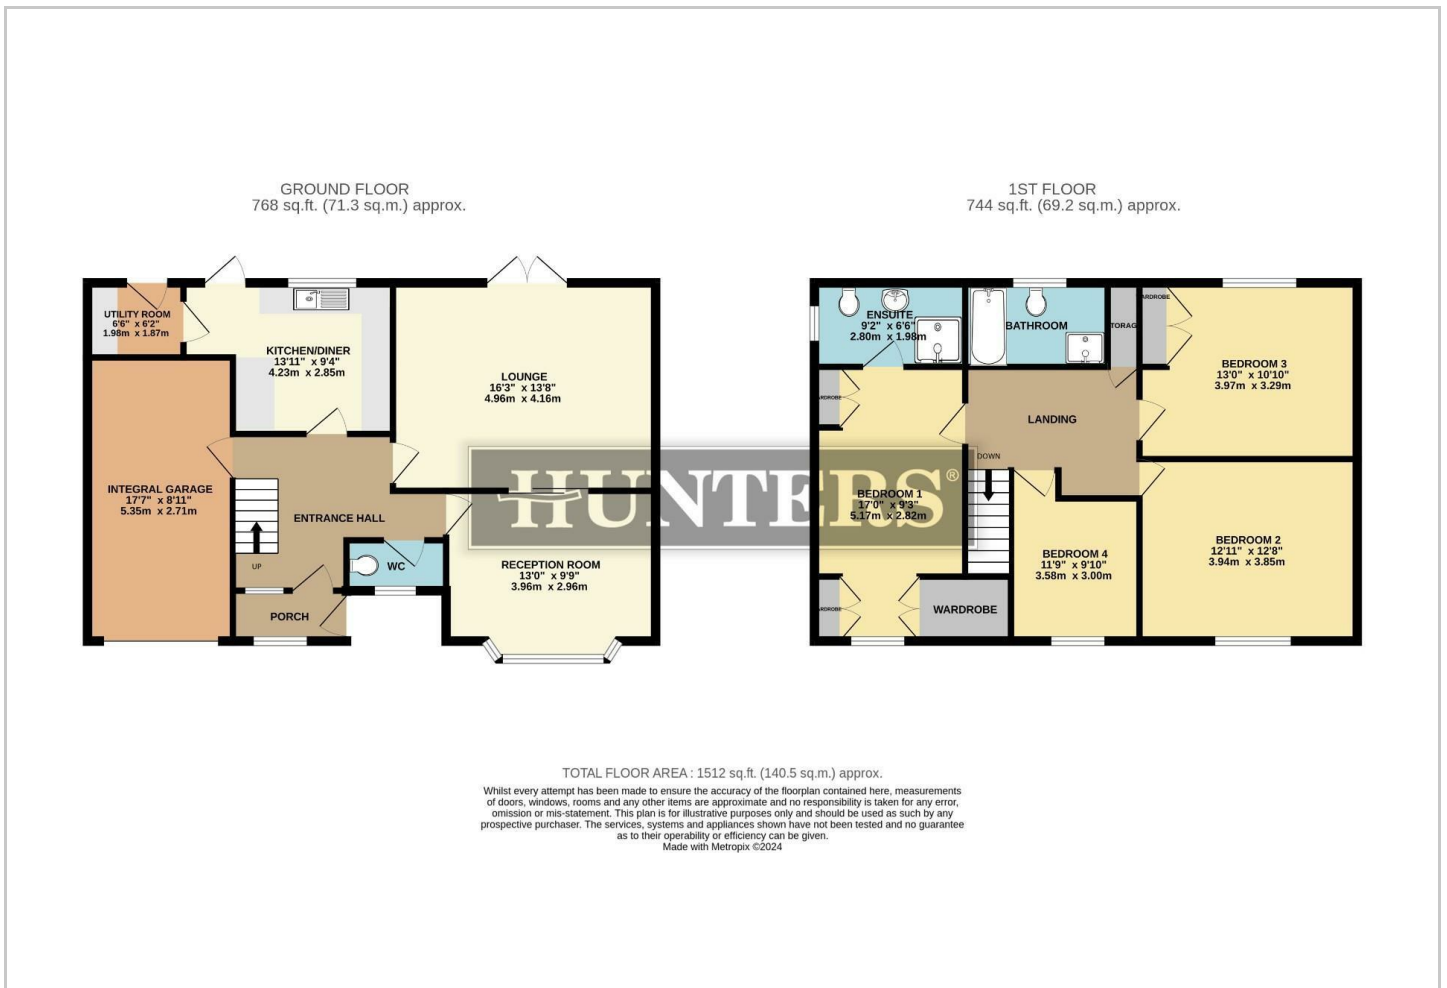 GROUND FLOOR
768 sq.ft. (71.3 sq.m.) approx.
UTILITY ROOM
6'6" x 6'2"
1.98m x 1.87m
KITCHEN/DINER
13'11" x 9'4"
4.23m x 2.85m
LOUNGE
16'3" x 13'8"
4.96m x 4.16m
INTEGRAL GARAGE
17'7" x 8'11"
5.35m x 2.71m
ENTRANCE HALL
UP
WC
PORCH
RECEPTION ROOM
13'0" x 9'9"
3.96m x 2.96m
HUNTERS®
1ST FLOOR
744 sq.ft. (69.2 sq.m.) approx.
ENSUITE
9'2" x 6'6"
2.80m x 1.98m
BATHROOM
TORAG
ARDROBE
BEDROOM 3
13'0" x 10'10"
3.97m x 3.29m
ARDROBE
LANDING
DOWN
BEDROOM 1
17'0" x 9'3"
5.17m x 2.82m
BEDROOM 4
11'9" x 9'10"
3.58m x 3.00m
BEDROOM 2
12'11" x 12'8"
3.94m x 3.85m
ARDROBE
WARDROBE
TOTAL FLOOR AREA : 1512 sq.ft. (140.5 sq.m.) approx.
Whilst every attempt has been made to ensure the accuracy of the floorplan contained here, measurements
of doors, windows, rooms and any other items are approximate and no responsibility is taken for any error,
omission or mis-statement. This plan is for illustrative purposes only and should be used as such by any
prospective purchaser. The services, systems and appliances shown have not been tested and no guarantee
as to their operability or efficiency can be given.
Made with Metropix ©2024